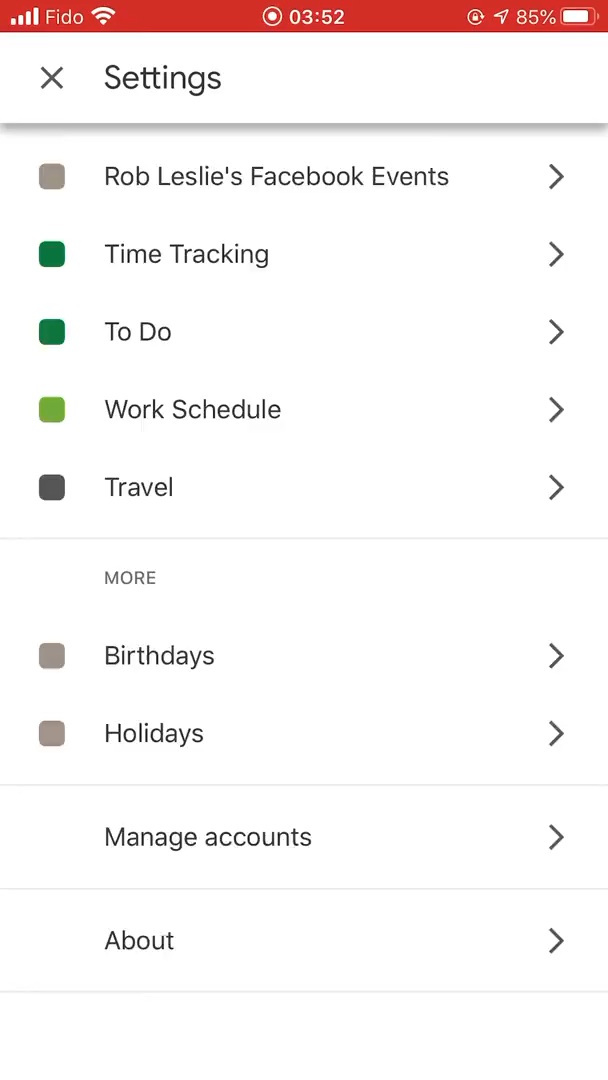 Fido 03:52 85%
Settings
Rob Leslie's Facebook Events
Time Tracking
To Do
Work Schedule
Travel
MORE
Birthdays
Holidays
Manage accounts
About